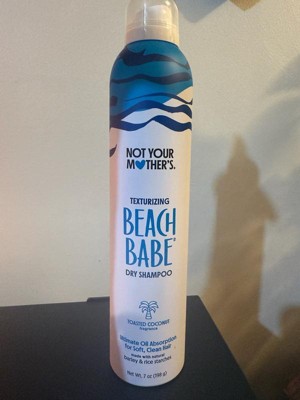 NOT YOUR
MOTHER'S®
TEXTURIZING
BEACH
BABE®
DRY SHAMPOO
TOASTED COCONUT
fragrance
Ultimate Oil Absorption
for Soft, Clean Hair
made with natural
barley & rice starches
Net Wt. 7 oz (198 g)